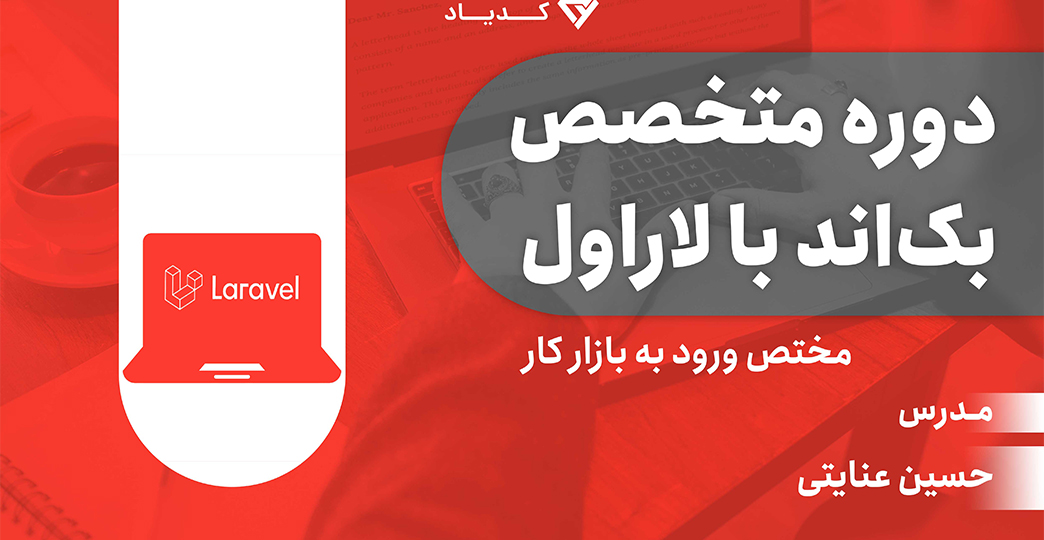 کدیاد
دوره متخصص
بک‌اند با لاراول
مختص ورود به بازار کار
مدرس
حسین عنایتی
Laravel